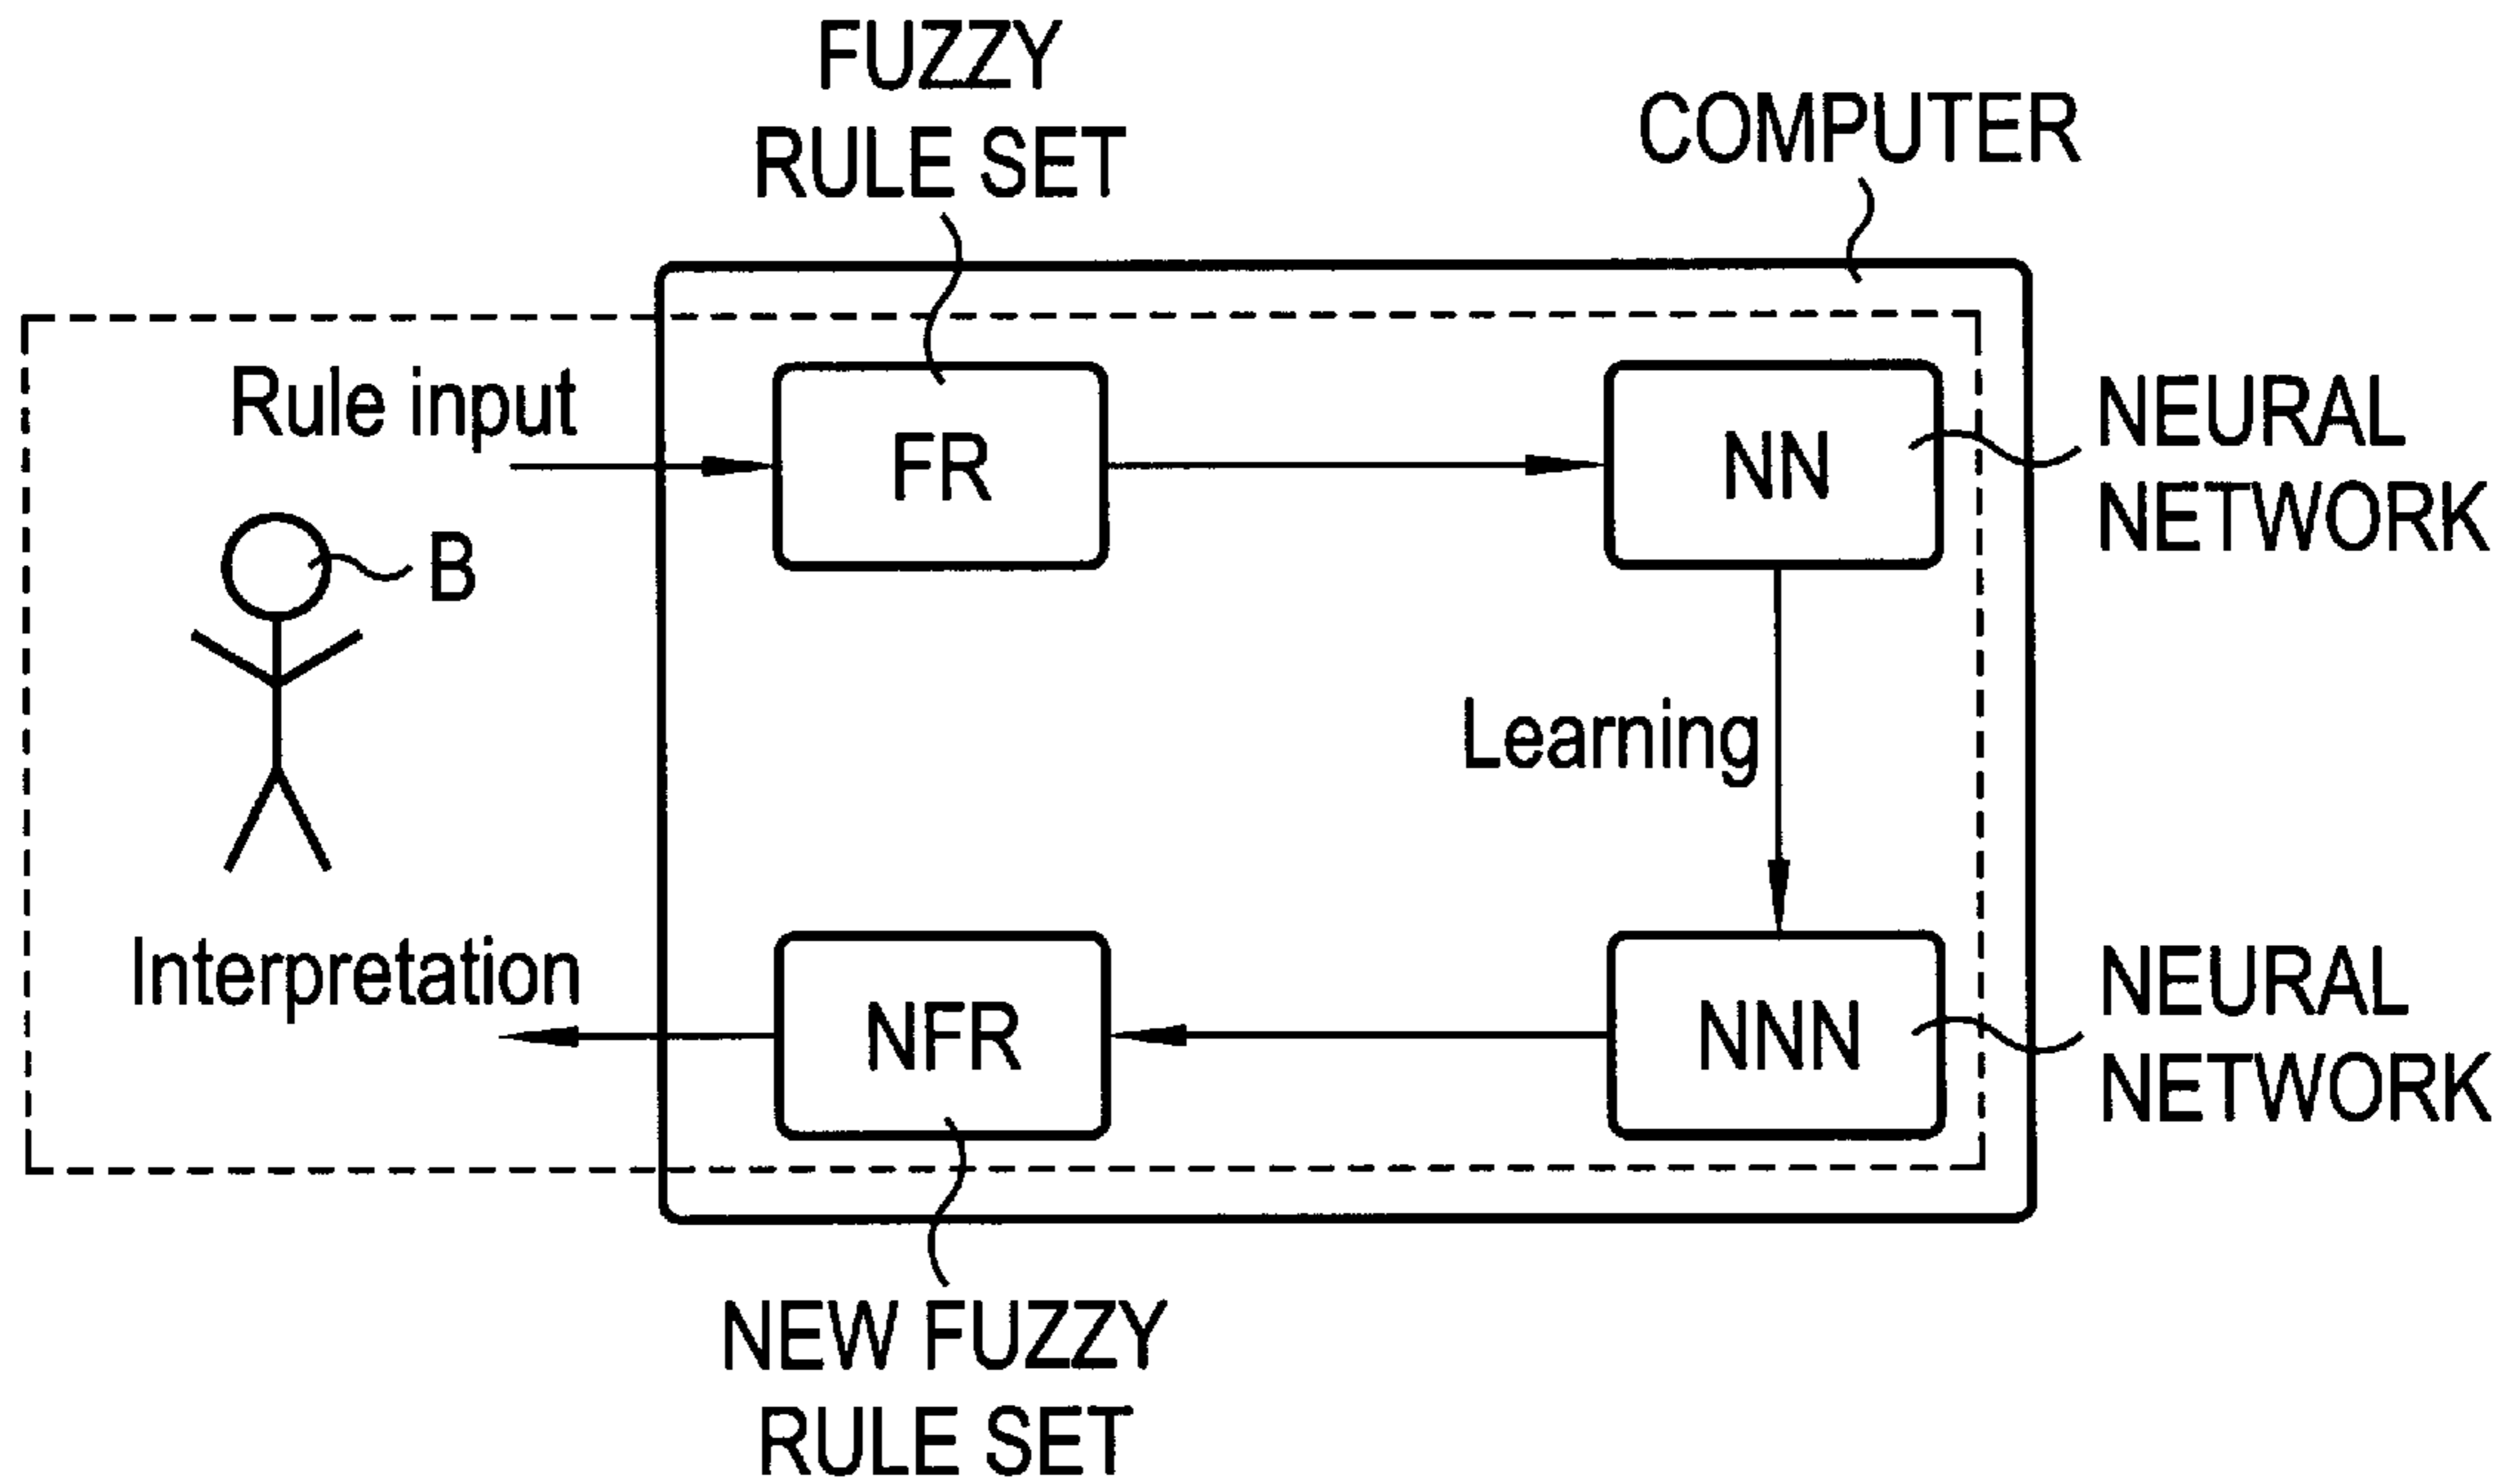 FUZZY
RULE SET
COMPUTER
Rule input
FR
NN
NEURAL
NETWORK
B
Learning
Interpretation
NFR
NNN
NEURAL
NETWORK
NEW FUZZY
RULE SET